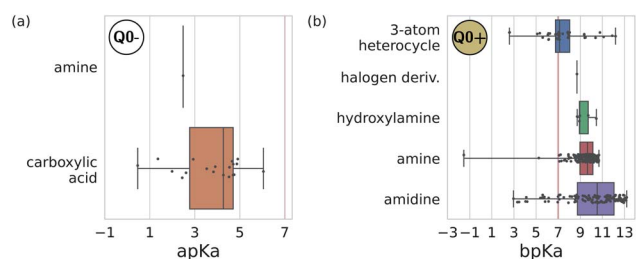 (a)
Q0-
amine
carboxylic
acid
−1 1 3 5 7
apKa
(b)
Q0+
3-atom
heterocycle
halogen deriv.
hydroxylamine
amine
amidine
−3 −1 1 3 5 7 9 11 13
bpKa